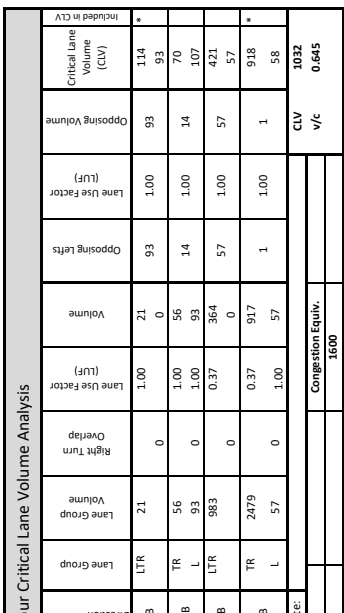 ur Critical Lane Volume Analysis
Lane Group
Lane Group Volume
Right Turn Overlap
Lane Use Factor (LUF)
Volume
Opposing Lefts
Lane Use Factor (LUF)
Opposing Volume
Critical Lane Volume (CLV)
Included in CLV
B LTR 21 1.00 21 93 1.00 93 114 *
0 0 93
B TR 56 1.00 56 14 1.00 14 70
L 93 0 1.00 93 107
B LTR 983 0.37 364 57 1.00 57 421
0 0 57
B TR 2479 0.37 917 1 1.00 1 918 *
L 57 0 1.00 57 58
te: CLV 1032
Congestion Equiv. v/c 0.645
1600